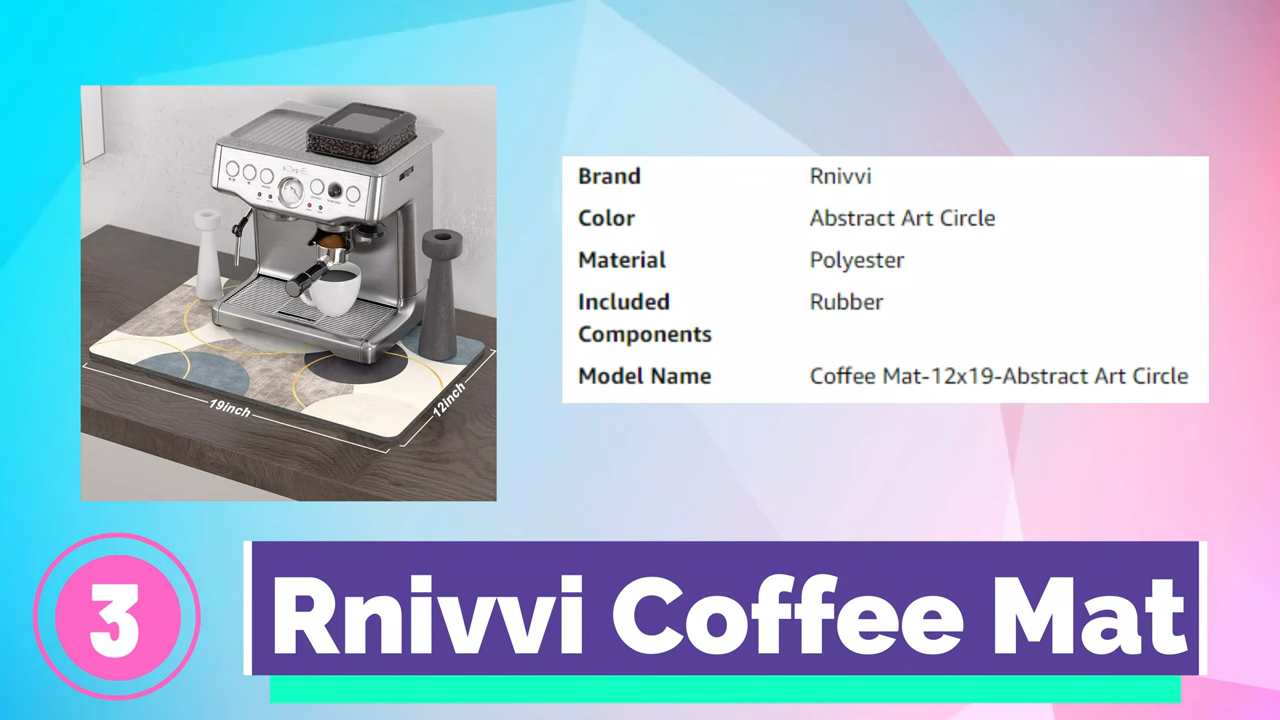 Brand Rnivvi
Color Abstract Art Circle
Material Polyester
Included Rubber
Components
Model Name Coffee Mat-12x19-Abstract Art Circle
19inch
12inch
3
Rnivvi Coffee Mat